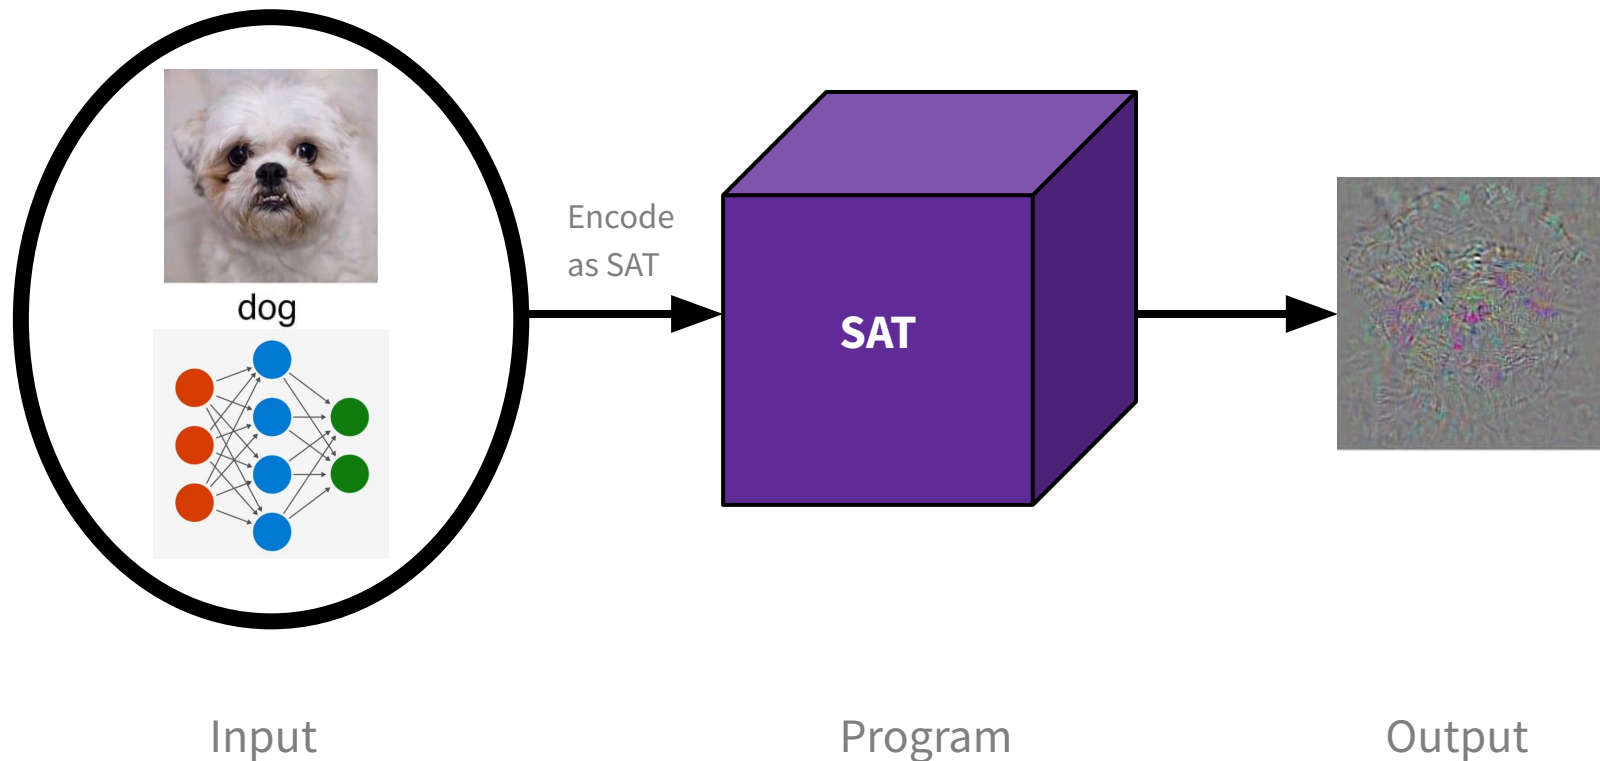 dog
Encode
as SAT
SAT
Input
Program
Output